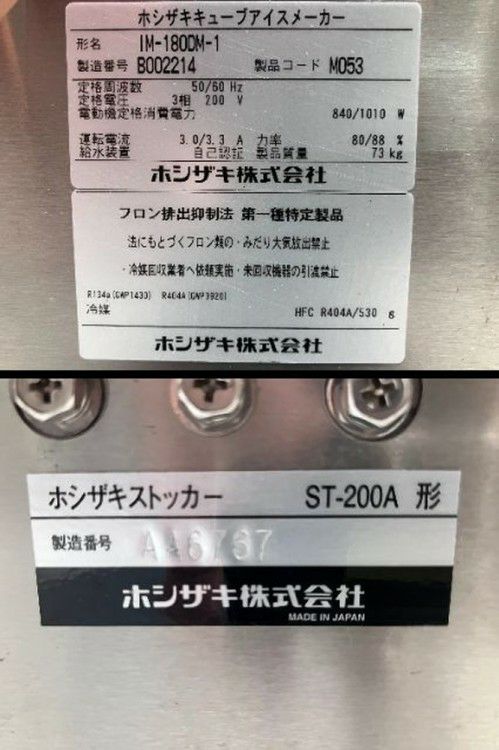 ホシザキキューブアイスメーカー
形名 IM-180DM-1
製造番号 B002214 製品コード M053
定格周波数 50/60 Hz
定格電圧 3相 200 V
電動機定格消費電力 840/1010 W
運転電流 3.0/3.3 A 力率 80/88 %
給水装置 自己認証 製品質量 73 kg
ホシザキ株式会社
フロン排出抑制法 第一種特定製品
・法にもとづくフロン類の・みだり大気放出禁止
・冷媒回収業者へ依頼実施・未回収機器の引渡禁止
R134a(GWP1430) R404A(GWP3920)
冷媒 HFC R404A/530 g
ホシザキ株式会社
ホシザキストッカー ST-200A 形
製造番号
ホシザキ株式会社
MADE IN JAPAN